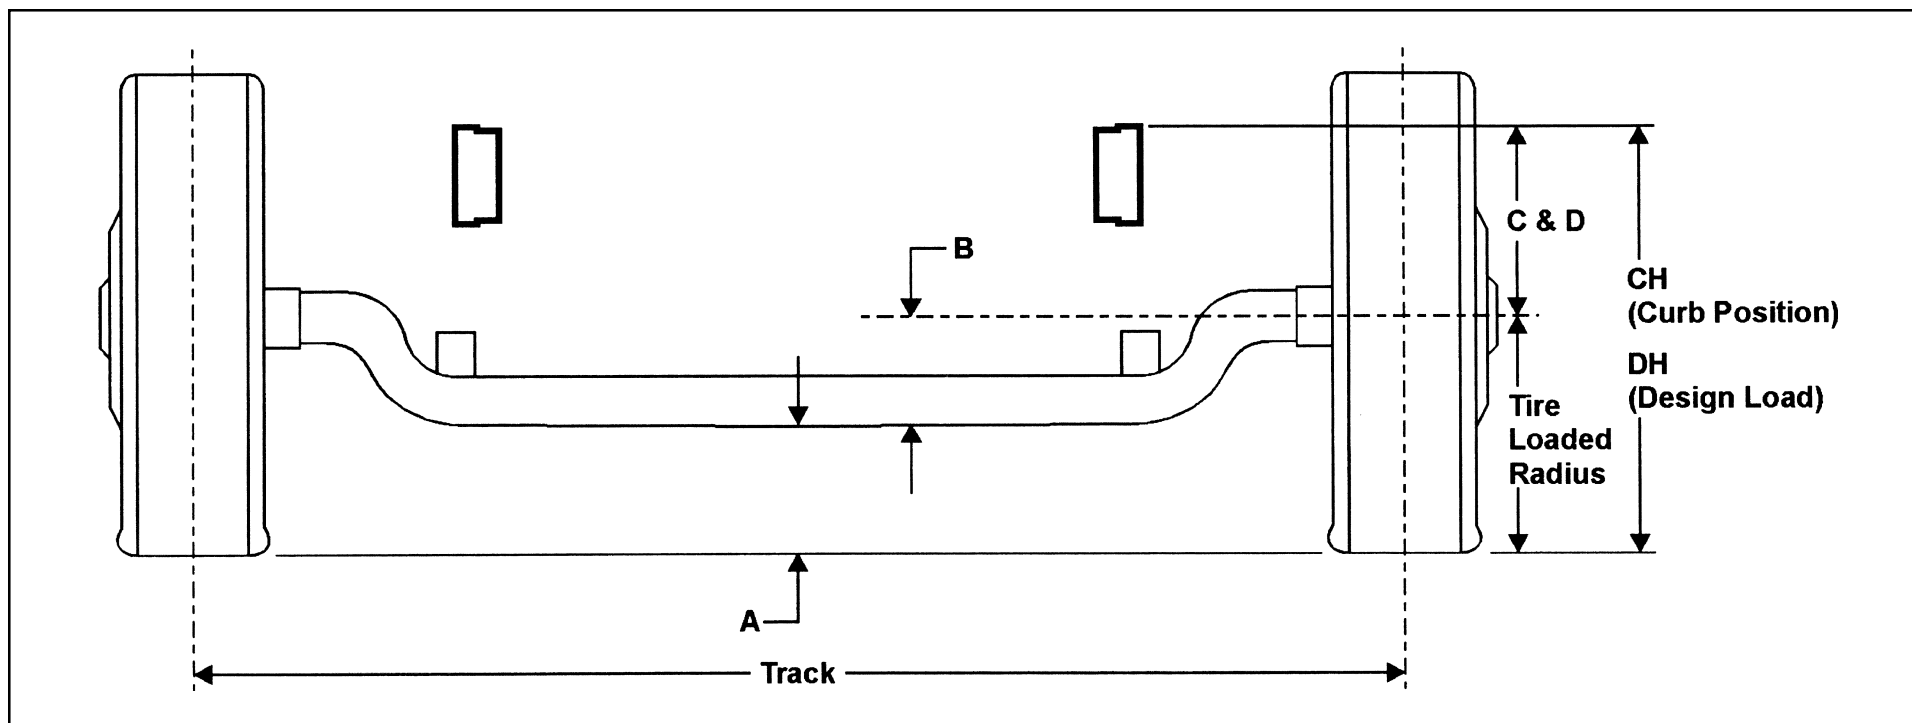 B
C & D
CH
(Curb Position)
DH
(Design Load)
Tire
Loaded
Radius
A
Track